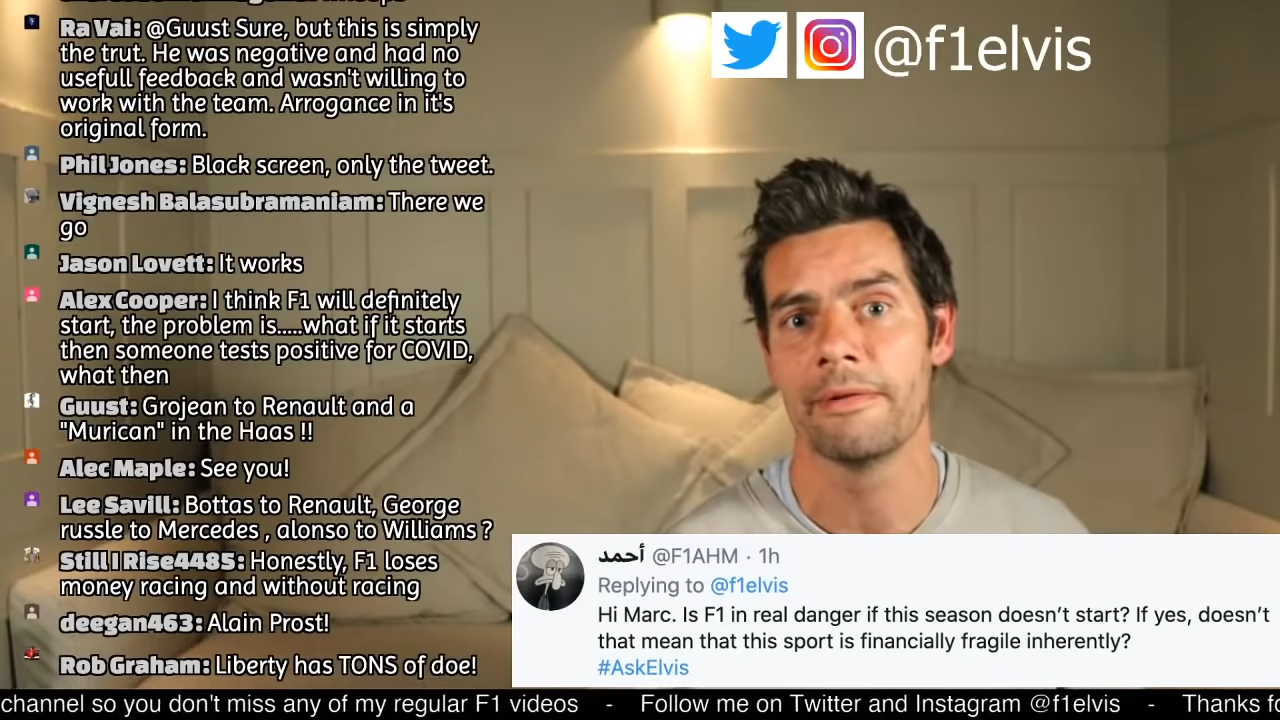 Ra Vai: @Guust Sure, but this is simply
the trut. He was negative and had no
usefull feedback and wasn't willing to
work with the team. Arrogance in it's
original form.
Phil Jones: Black screen, only the tweet.
Vignesh Balasubramaniam: There we
go
Jason Lovett: It works
Alex Cooper: I think F1 will definitely
start, the problem is.....what if it starts
then someone tests positive for COVID,
what then
Guust: Grojean to Renault and a
"Murican" in the Haas !!
Alec Maple: See you!
Lee Savill: Bottas to Renault, George
russle to Mercedes , alonso to Williams ?
Still I Rise4485: Honestly, F1 loses
money racing and without racing
deegan463: Alain Prost!
Rob Graham: Liberty has TONS of doe!
@f1elvis
أحمد @F1AHM · 1h
Replying to @f1elvis
Hi Marc. Is F1 in real danger if this season doesn’t start? If yes, doesn’t
that mean that this sport is financially fragile inherently?
#AskElvis
channel so you don't miss any of my regular F1 videos - Follow me on Twitter and Instagram @f1elvis - Thanks fo